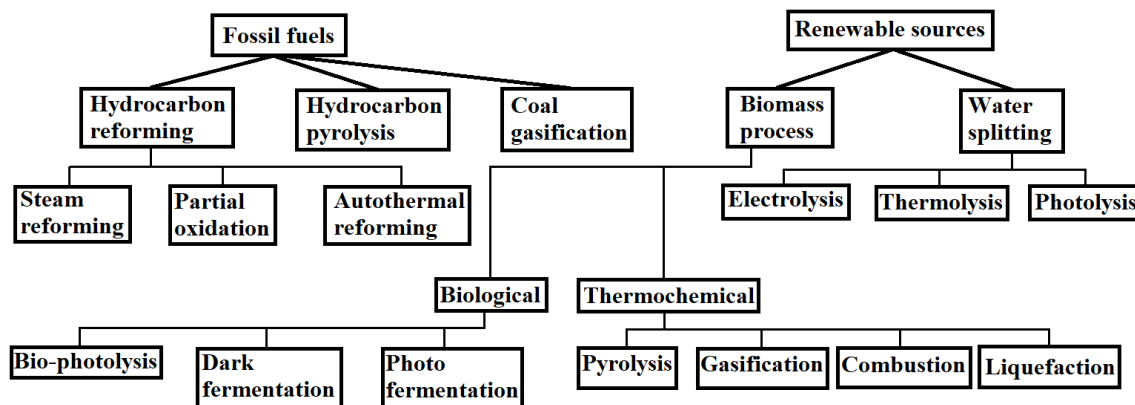 Fossil fuels
Renewable sources
Hydrocarbon
reforming
Hydrocarbon
pyrolysis
Coal
gasification
Biomass
process
Water
splitting
Steam
reforming
Partial
oxidation
Autothermal
reforming
Electrolysis
Thermolysis
Photolysis
Biological
Thermochemical
Bio-photolysis
Dark
fermentation
Photo
fermentation
Pyrolysis
Gasification
Combustion
Liquefaction